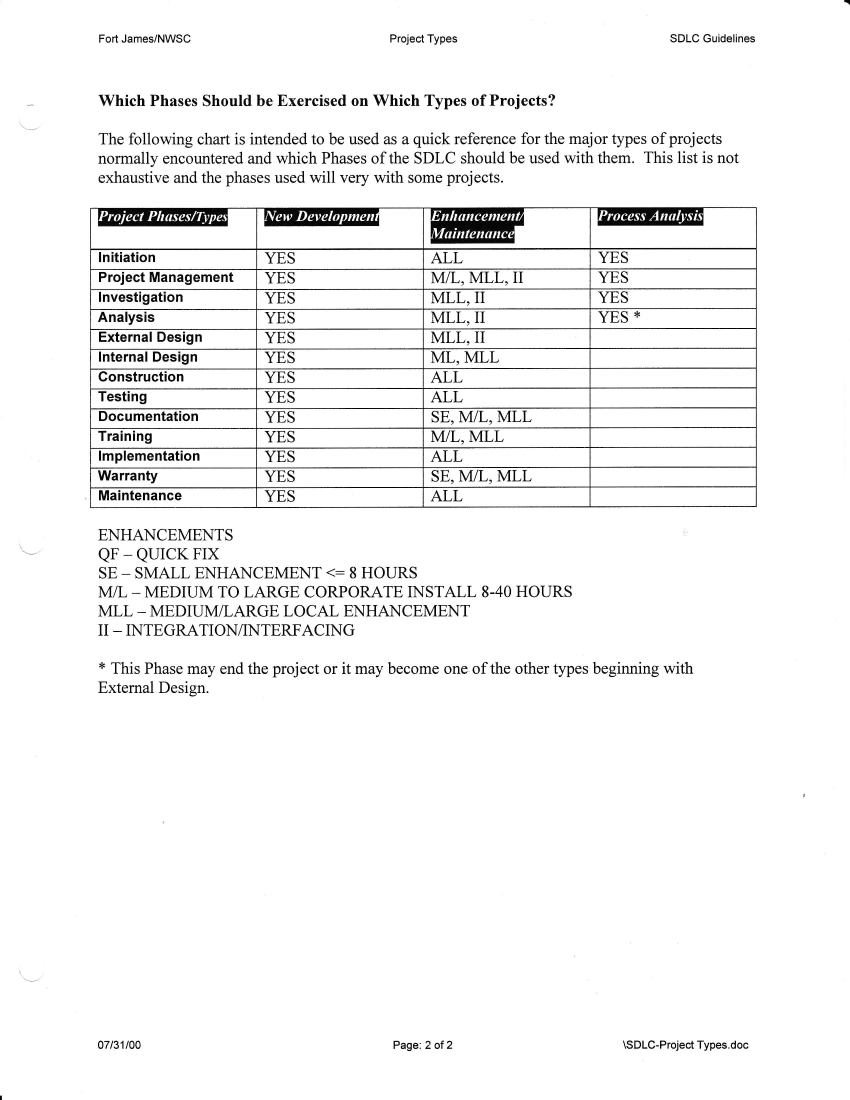 Fort James/NWSC Project Types SDLC Guidelines
Which Phases Should be Exercised on Which Types of Projects?
The following chart is intended to be used as a quick reference for the major types of projects
normally encountered and which Phases of the SDLC should be used with them.  This list is not
exhaustive and the phases used will very with some projects.
Project Phases/Types New Development Enhancement/ Process Analysis
Maintenance
Initiation YES ALL YES
Project Management YES M/L, MLL, II YES
Investigation YES MLL, II YES
Analysis YES MLL, II YES *
External Design YES MLL, II
Internal Design YES ML, MLL
Construction YES ALL
Testing YES ALL
Documentation YES SE, M/L, MLL
Training YES M/L, MLL
Implementation YES ALL
Warranty YES SE, M/L, MLL
Maintenance YES ALL
ENHANCEMENTS
QF – QUICK FIX
SE – SMALL ENHANCEMENT <= 8 HOURS
M/L – MEDIUM TO LARGE CORPORATE INSTALL 8-40 HOURS
MLL – MEDIUM/LARGE LOCAL ENHANCEMENT
II – INTEGRATION/INTERFACING
* This Phase may end the project or it may become one of the other types beginning with
External Design.
07/31/00 Page: 2 of 2 \SDLC-Project Types.doc